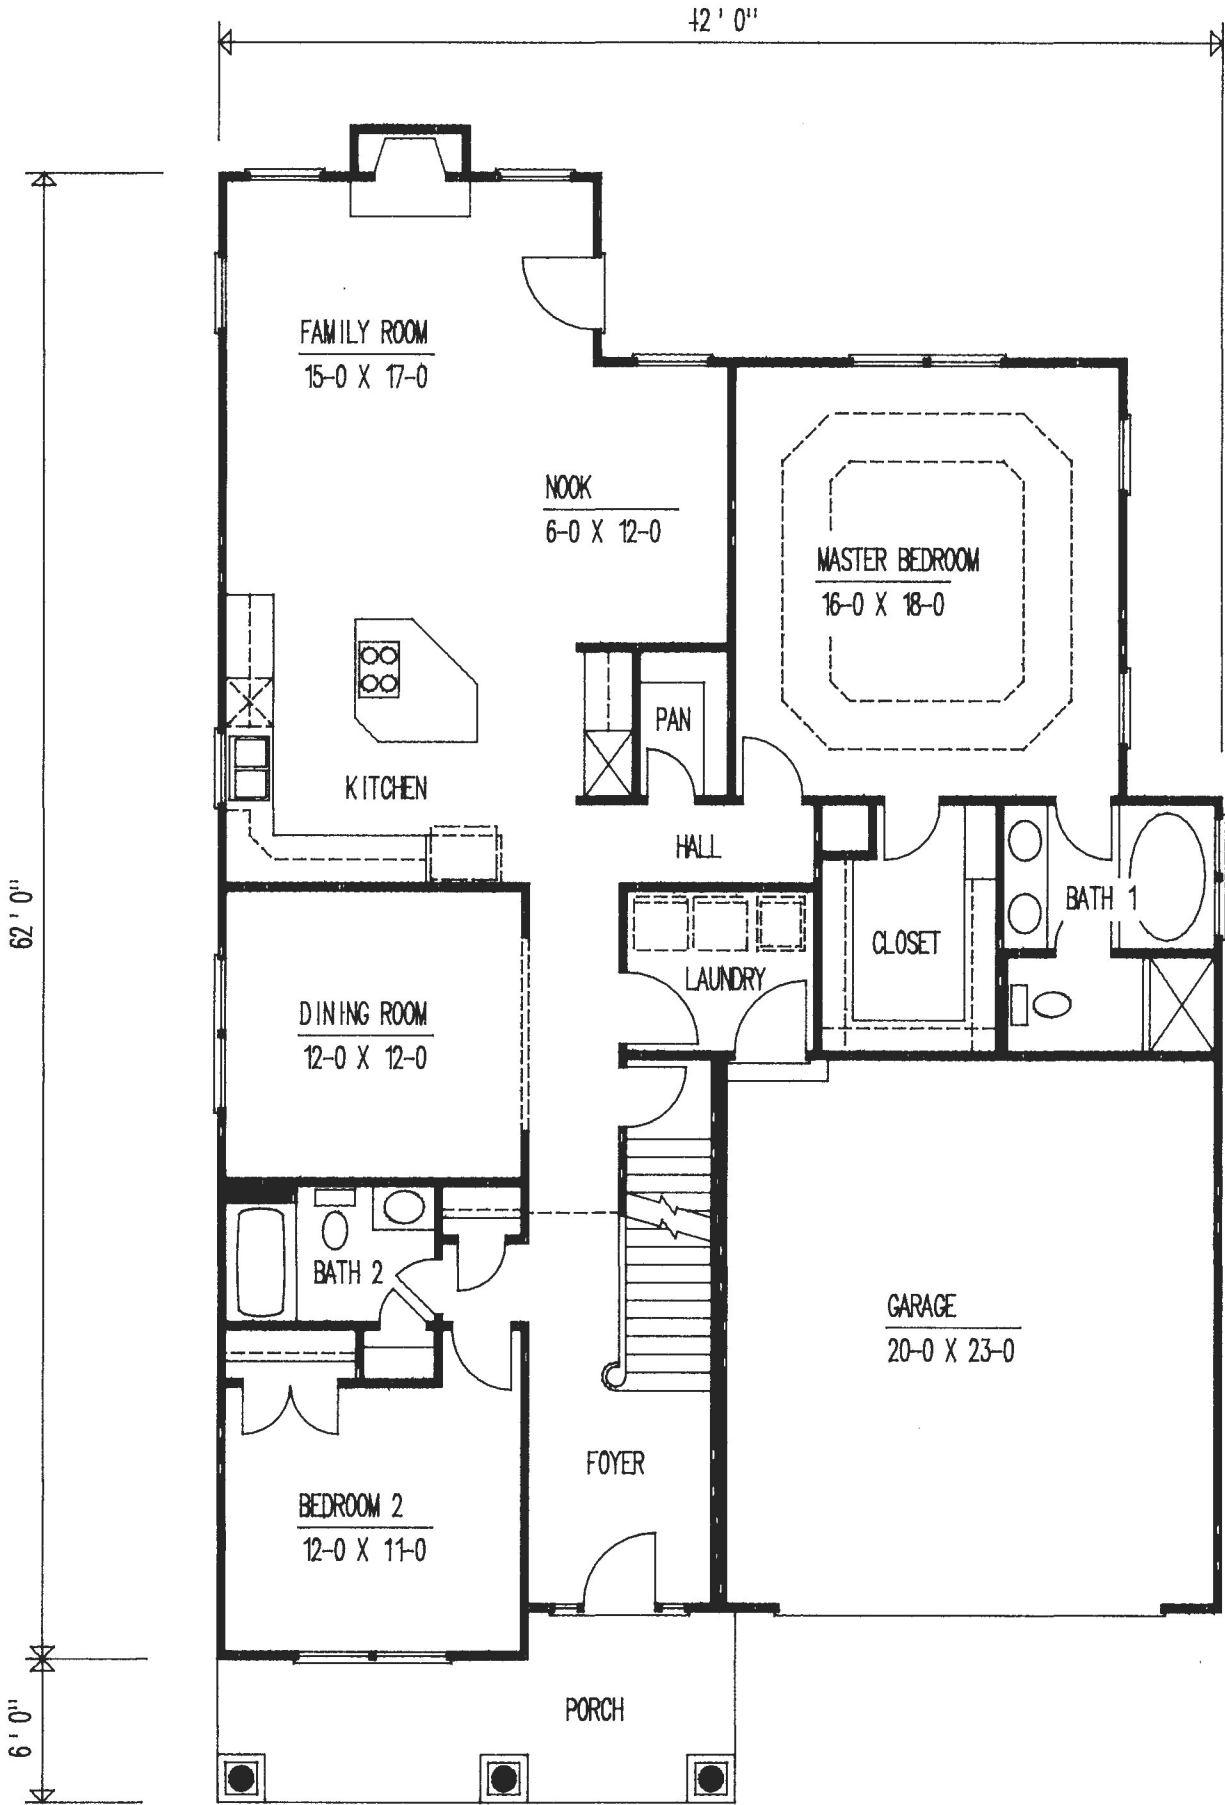 42' 0"
FAMILY ROOM
15-0 X 17-0
NOOK
6-0 X 12-0
MASTER BEDROOM
16-0 X 18-0
PAN
KITCHEN
HALL
BATH 1
62' 0"
CLOSET
LAUNDRY
DINING ROOM
12-0 X 12-0
BATH 2
GARAGE
20-0 X 23-0
FOYER
BEDROOM 2
12-0 X 11-0
PORCH
6' 0"